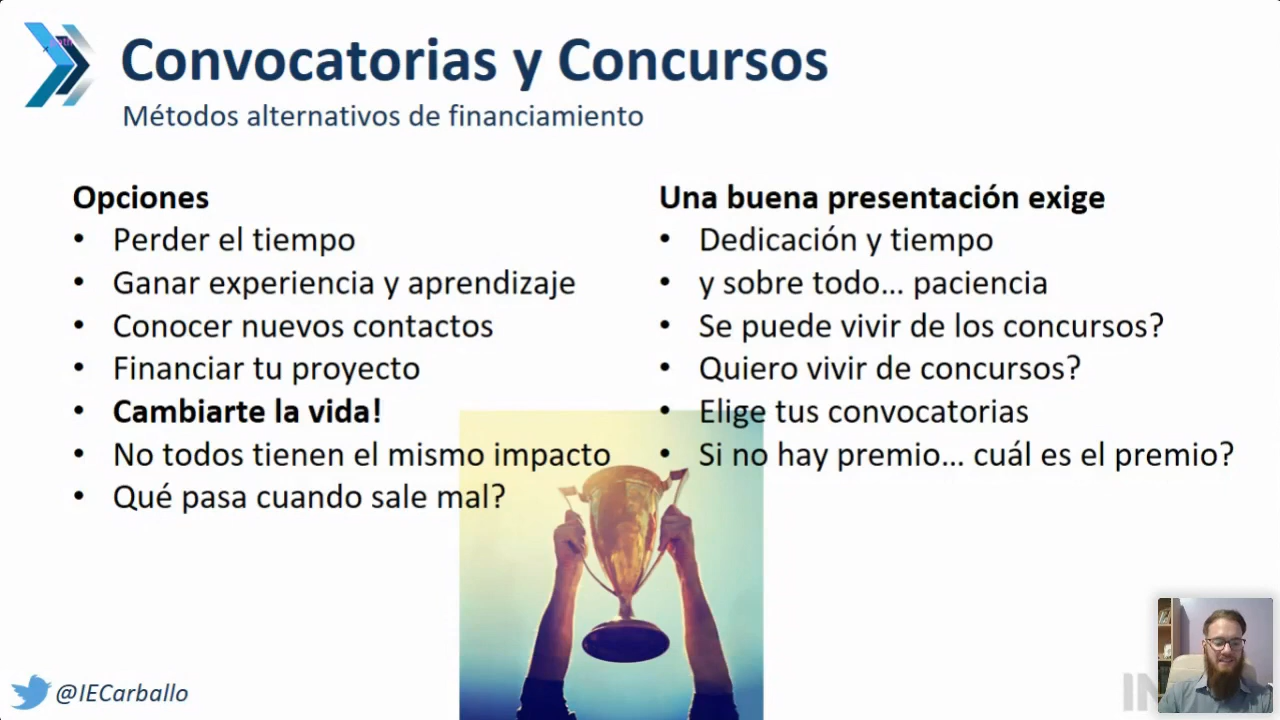 Convocatorias y Concursos
Métodos alternativos de financiamiento
Opciones
• Perder el tiempo
• Ganar experiencia y aprendizaje
• Conocer nuevos contactos
• Financiar tu proyecto
• Cambiarte la vida!
• No todos tienen el mismo impacto
• Qué pasa cuando sale mal?
Una buena presentación exige
• Dedicación y tiempo
• y sobre todo... paciencia
• Se puede vivir de los concursos?
• Quiero vivir de concursos?
• Elige tus convocatorias
• Si no hay premio... cuál es el premio?
@IECarballo